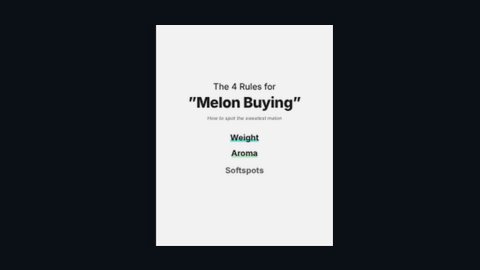 The 4 Rules for
"Melon Buying"
How to spot the sweetest melon
Weight
Aroma
Softspots